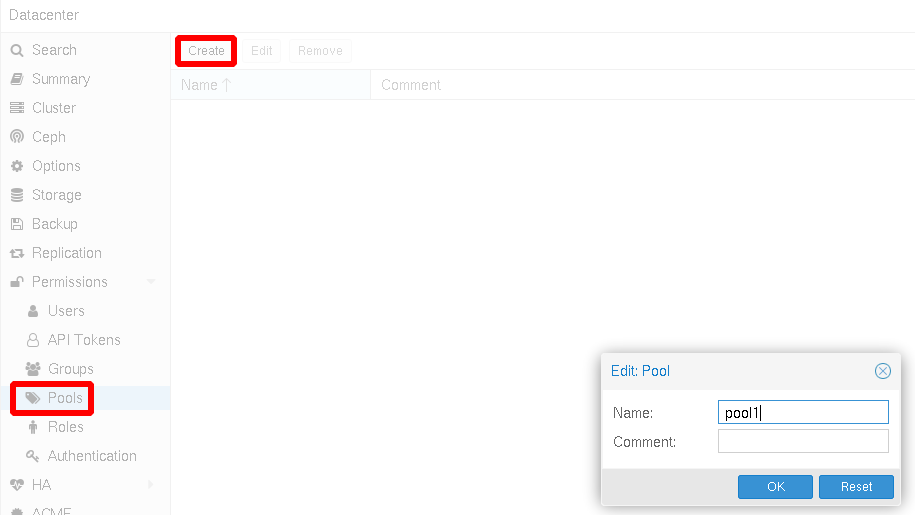 Datacenter
Search
Summary
Cluster
Ceph
Options
Storage
Backup
Replication
Permissions
Users
API Tokens
Groups
Pools
Roles
Authentication
HA
ACME
Create Edit Remove
Name ↑ Comment
Edit: Pool
Name: pool1
Comment:
OK Reset